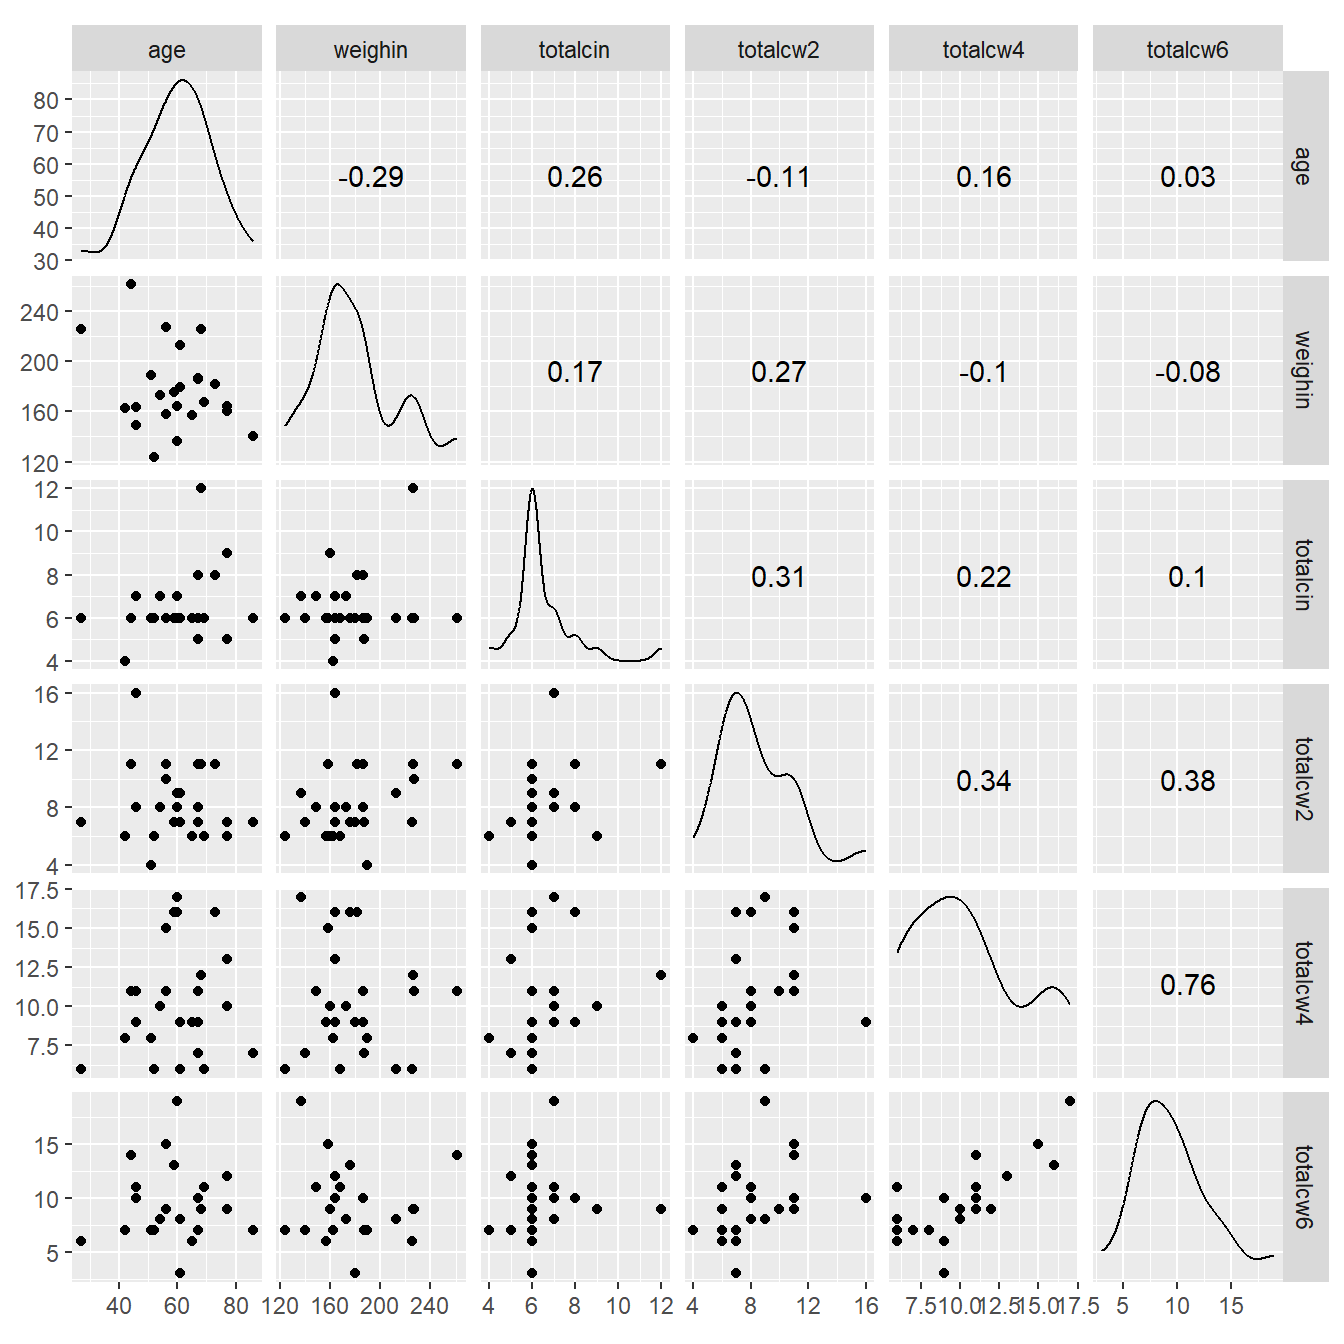 age weighin totalcin totalcw2 totalcw4 totalcw6
80
70
60
50
40
30
-0.29 0.26 -0.11 0.16 0.03
age
240
200
160
120
0.17 0.27 -0.1 -0.08
weighin
12
10
8
6
4
0.31 0.22 0.1
totalcin
16
12
8
4
0.34 0.38
totalcw2
17.5
15.0
12.5
10.0
7.5
0.76
totalcw4
15
10
5
totalcw6
40 60 80 120 160 200 240 4 6 8 10 12 4 8 12 16 7.5 10.0 12.5 15.0 17.5 5 10 15